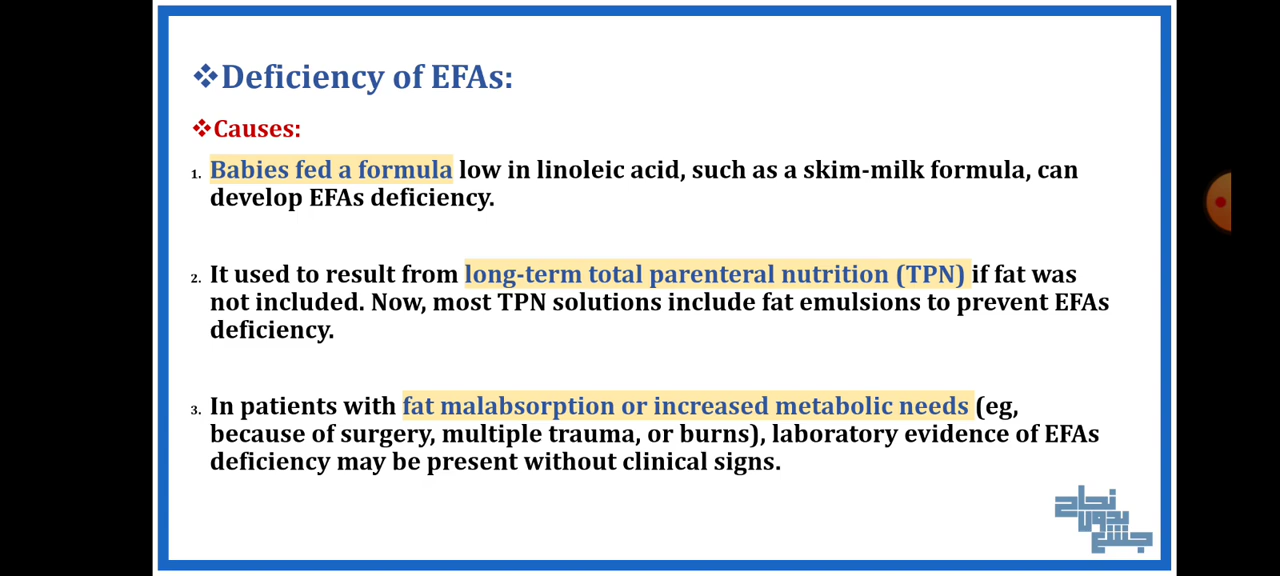 ❖Deficiency of EFAs:
❖Causes:
1. Babies fed a formula low in linoleic acid, such as a skim-milk formula, can
develop EFAs deficiency.
2. It used to result from long-term total parenteral nutrition (TPN) if fat was
not included. Now, most TPN solutions include fat emulsions to prevent EFAs
deficiency.
3. In patients with fat malabsorption or increased metabolic needs (eg,
because of surgery, multiple trauma, or burns), laboratory evidence of EFAs
deficiency may be present without clinical signs.
نجاح
بدون
جشع